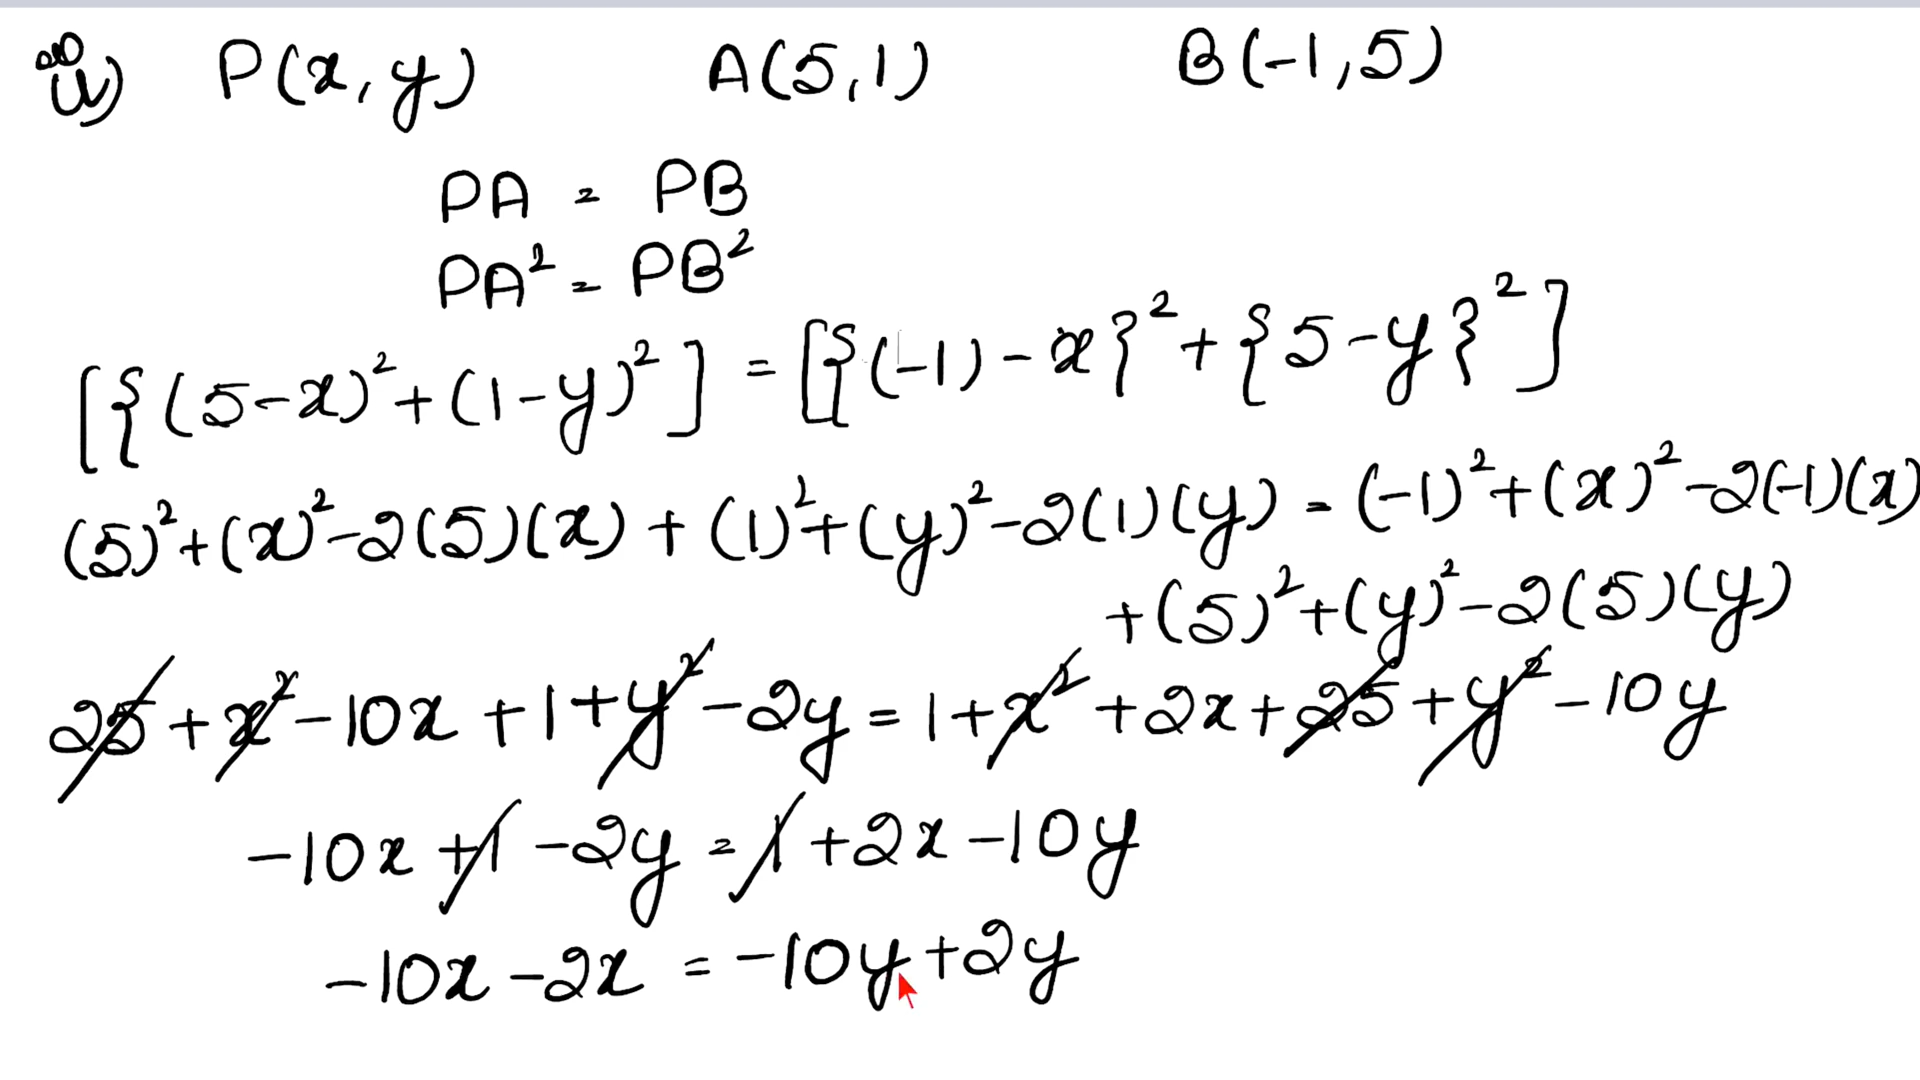 iii) P(x, y) A(5,1) B(-1,5)
PA = PB
PA² = PB²
[{(5-x)²+(1-y)²] = [{(-1)-x}²+{5-y}²]
(5)²+(x)²-2(5)(x) + (1)²+(y)²-2(1)(y) = (-1)²+(x)²-2(-1)(x)
+(5)²+(y)²-2(5)(y)
25 + x² -10x +1+y² -2y = 1+x² +2x+25+y² -10y
-10x +1 -2y = 1 +2x -10y
-10x -2x = -10y +2y